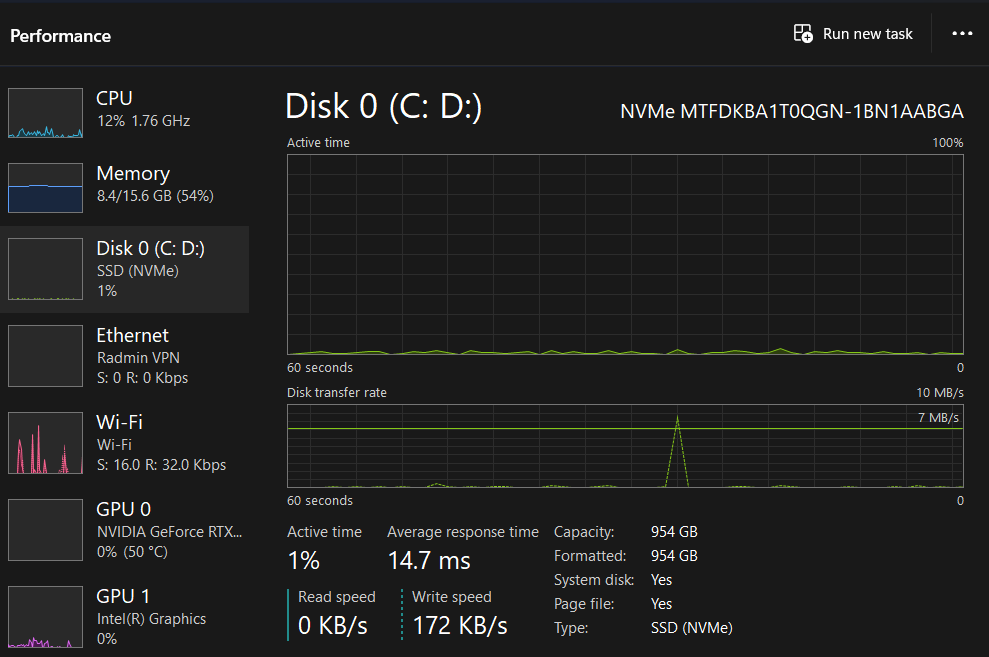 Performance
Run new task
CPU
12% 1.76 GHz
Memory
8.4/15.6 GB (54%)
Disk 0 (C: D:)
SSD (NVMe)
1%
Ethernet
Radmin VPN
S: 0 R: 0 Kbps
Wi-Fi
Wi-Fi
S: 16.0 R: 32.0 Kbps
GPU 0
NVIDIA GeForce RTX...
0% (50 °C)
GPU 1
Intel(R) Graphics
0%
Disk 0 (C: D:)
NVMe MTFDKBA1T0QGN-1BN1AABGA
Active time 100%
60 seconds 0
Disk transfer rate 10 MB/s
7 MB/s
60 seconds 0
Active time
1%
Average response time
14.7 ms
Read speed
0 KB/s
Write speed
172 KB/s
Capacity: 954 GB
Formatted: 954 GB
System disk: Yes
Page file: Yes
Type: SSD (NVMe)